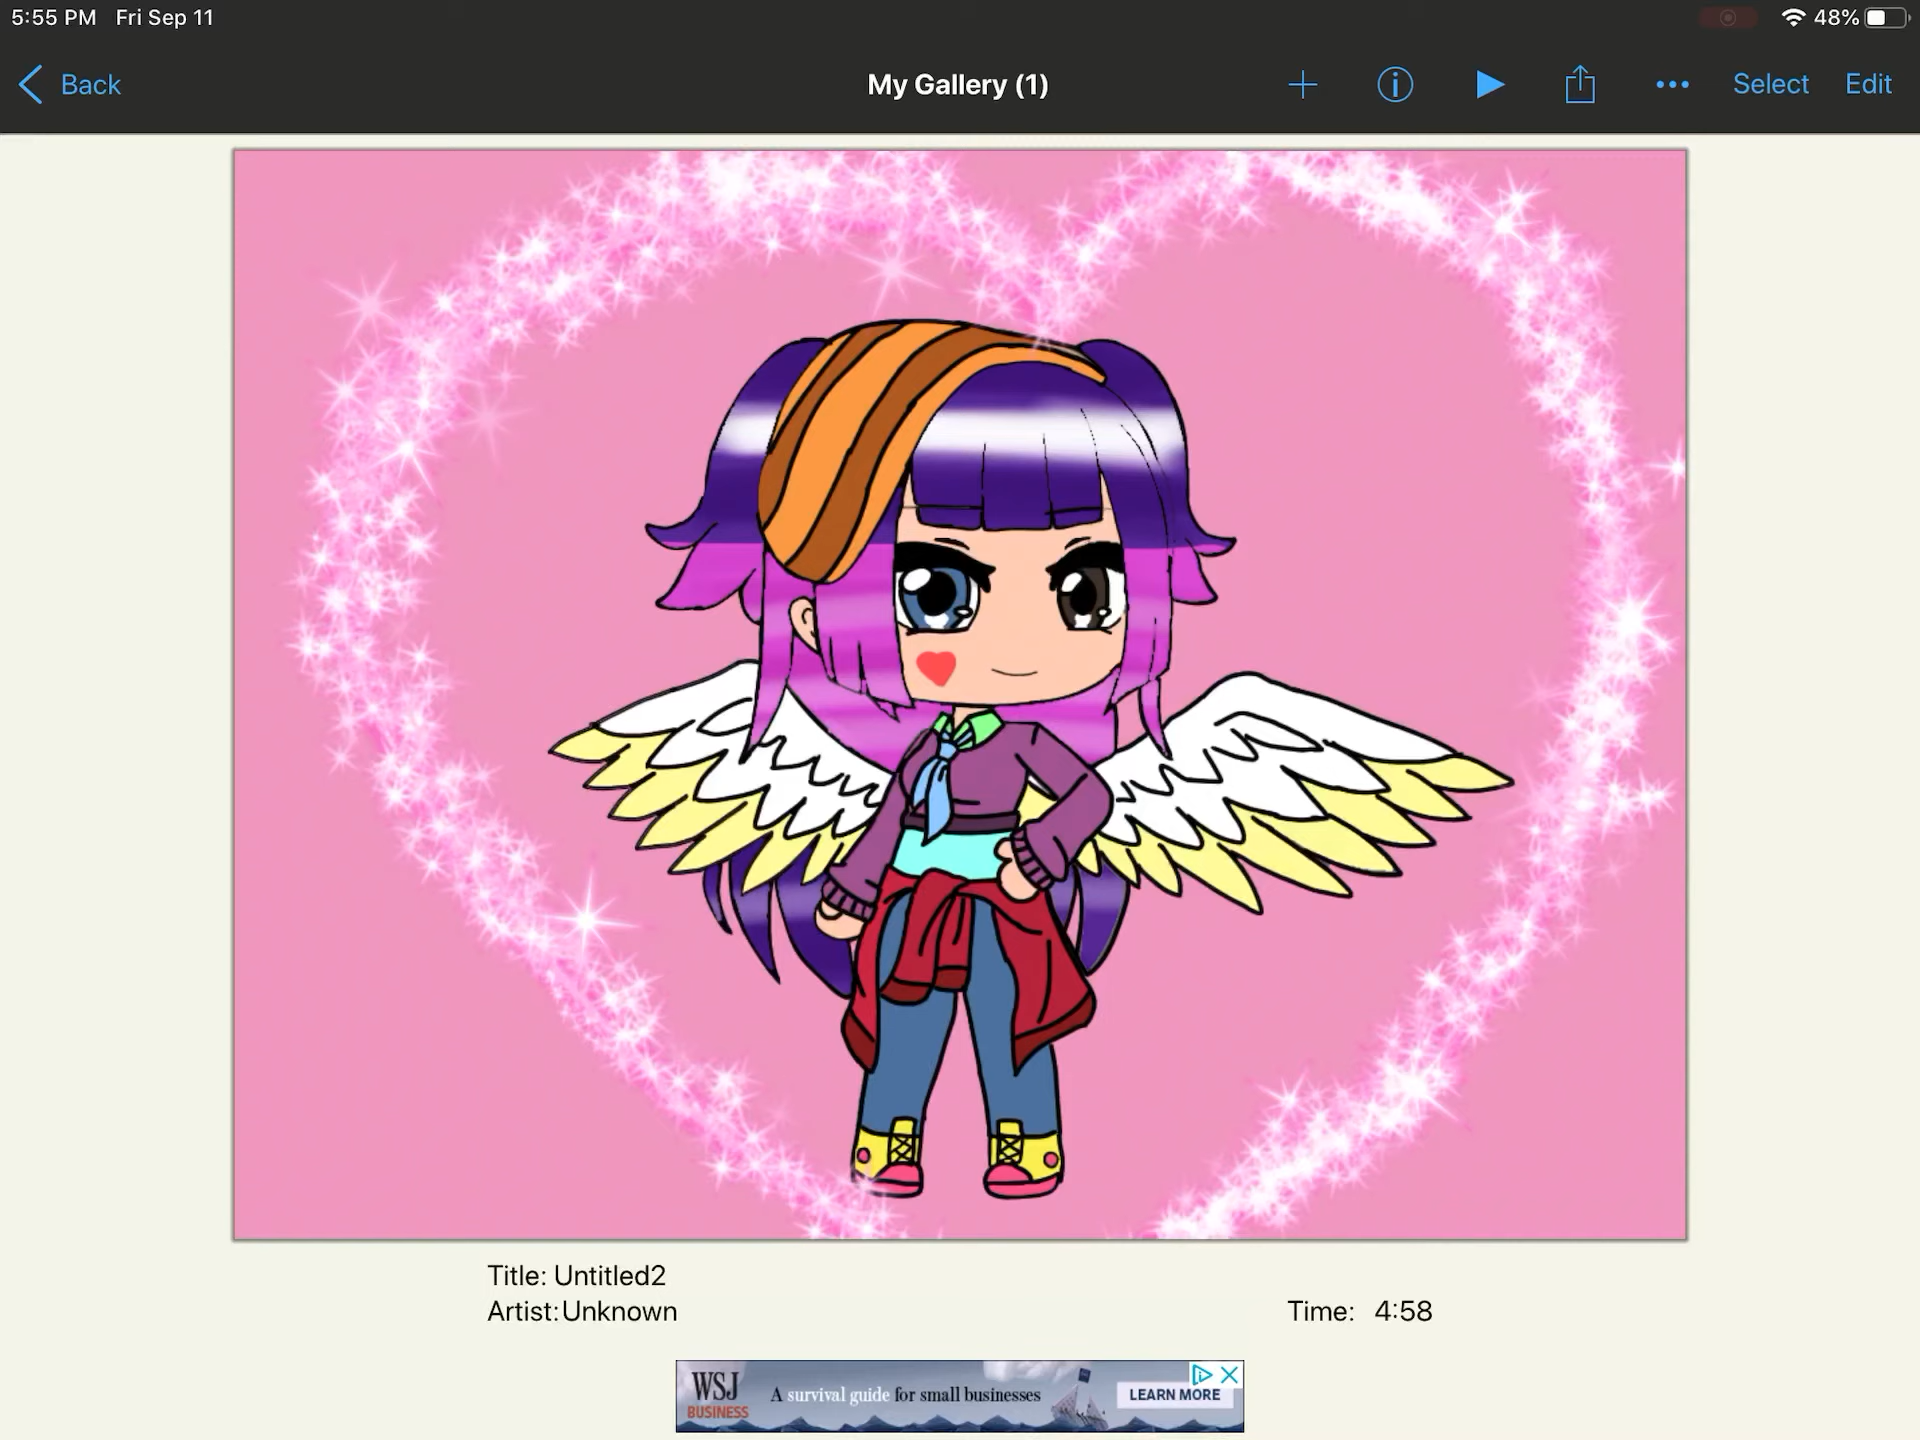 5:55 PM Fri Sep 11
48%
Back
My Gallery (1)
Select
Edit
Title: Untitled2
Artist:Unknown
Time: 4:58
WSJ
BUSINESS
A survival guide for small businesses
LEARN MORE